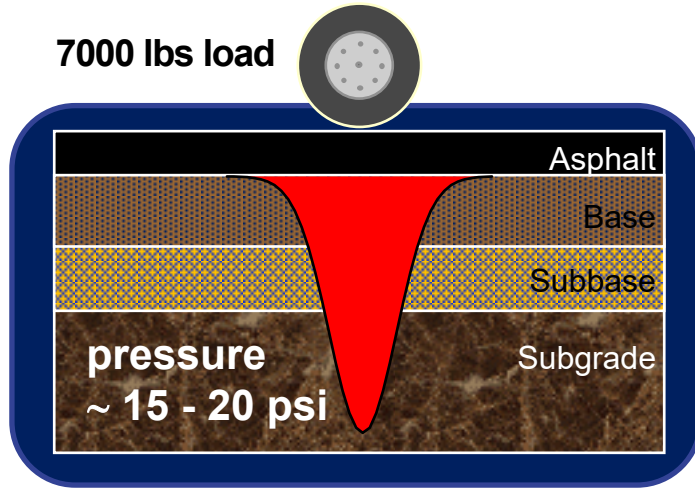 7000 lbs load
Asphalt
Base
Subbase
Subgrade
pressure
~ 15 - 20 psi